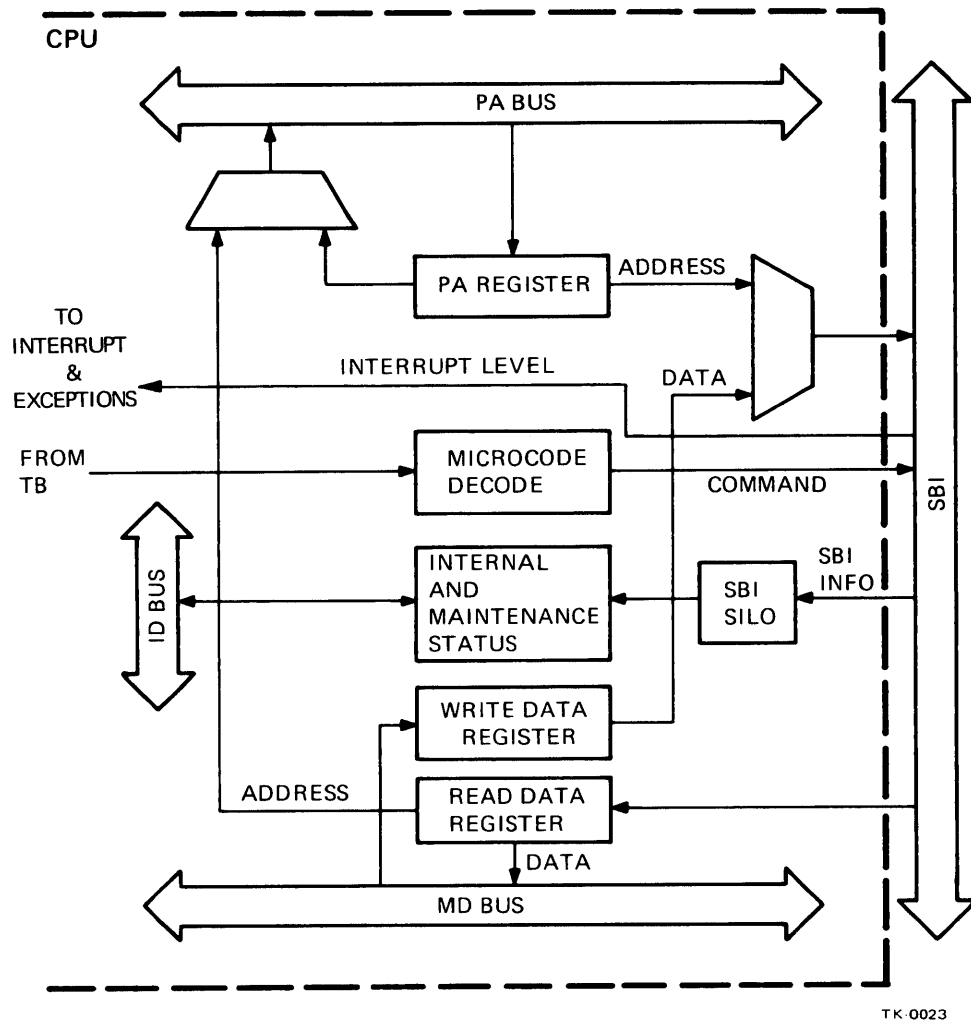 CPU
PA BUS
PA REGISTER
ADDRESS
TO
INTERRUPT
&
EXCEPTIONS
INTERRUPT LEVEL
DATA
FROM
TB
MICROCODE
DECODE
COMMAND
SBI
ID BUS
INTERNAL
AND
MAINTENANCE
STATUS
SBI
SILO
SBI
INFO
WRITE DATA
REGISTER
ADDRESS
READ DATA
REGISTER
DATA
MD BUS
TK-0023